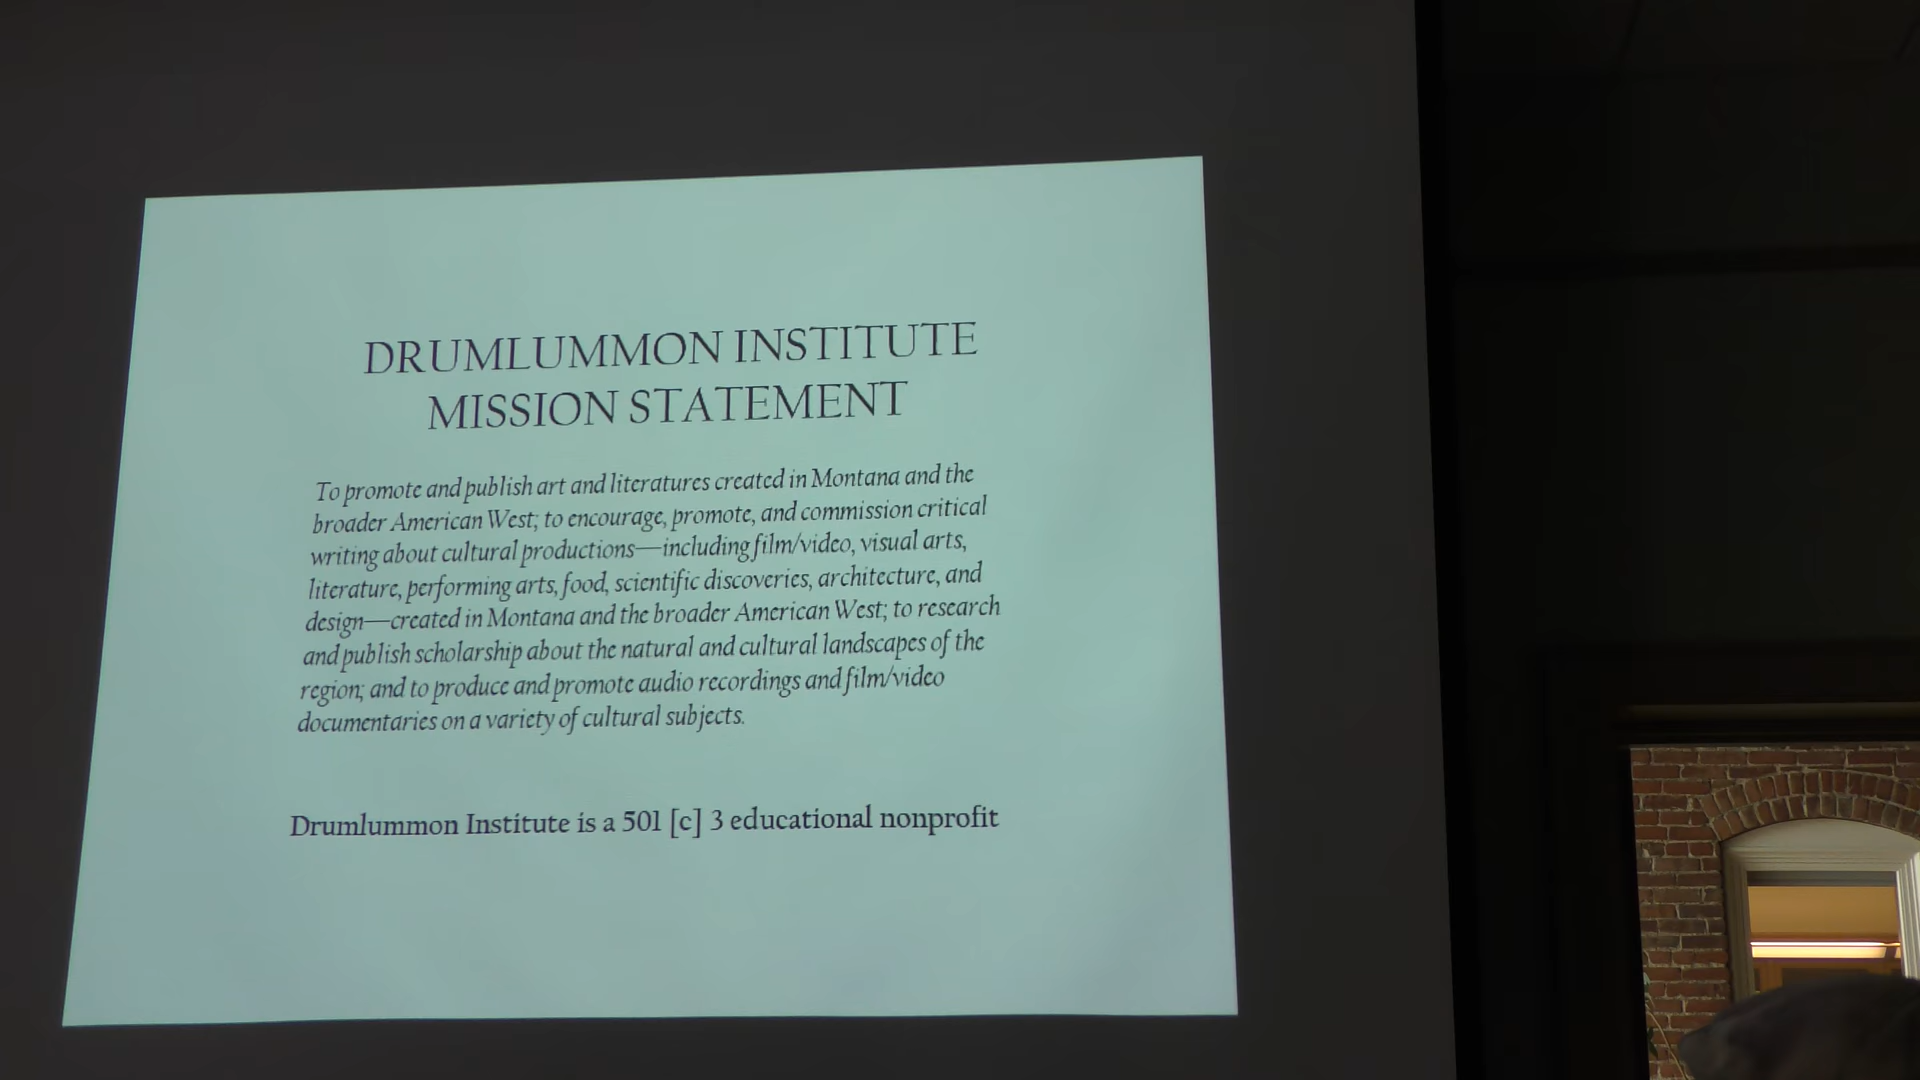 DRUMLUMMON INSTITUTE
MISSION STATEMENT
To promote and publish art and literatures created in Montana and the
broader American West; to encourage, promote, and commission critical
writing about cultural productions—including film/video, visual arts,
literature, performing arts, food, scientific discoveries, architecture, and
design—created in Montana and the broader American West; to research
and publish scholarship about the natural and cultural landscapes of the
region; and to produce and promote audio recordings and film/video
documentaries on a variety of cultural subjects.
Drumlummon Institute is a 501 [c] 3 educational nonprofit